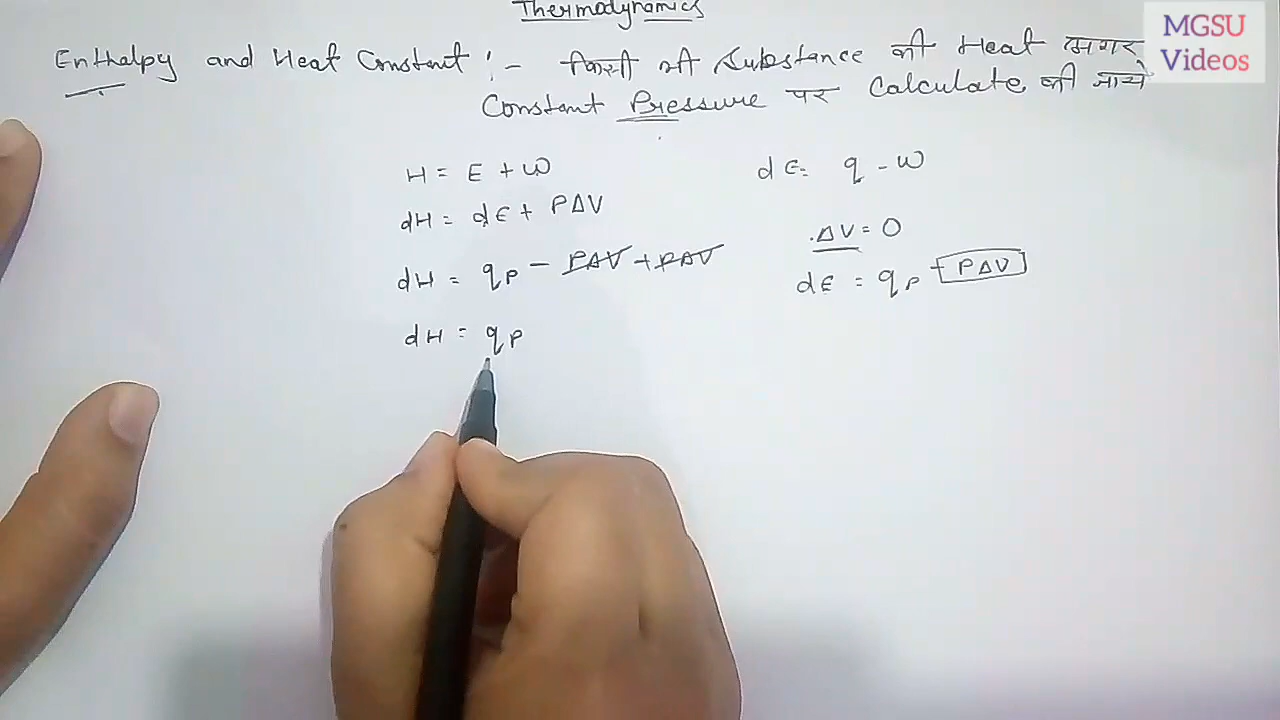 Thermodynamics
MGSU
Videos
Enthalpy and Heat Constant :- किसी भी Substance की Heat अगर
Constant Pressure पर Calculate की जाये
H = E + W
dE = q - W
dH = dE + PΔV
ΔV = 0
dH = qP - PΔV + PΔV
dE = qP - PΔV
dH = qP